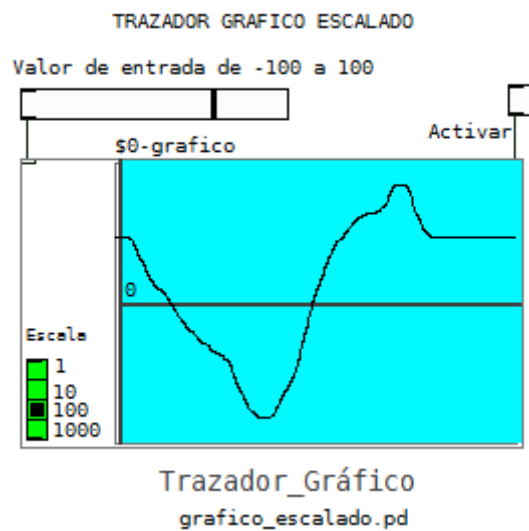 TRAZADOR GRAFICO ESCALADO
Valor de entrada de -100 a 100
Activar
$0-grafico
0
Escala
1
10
100
1000
Trazador_Gráfico
grafico_escalado.pd